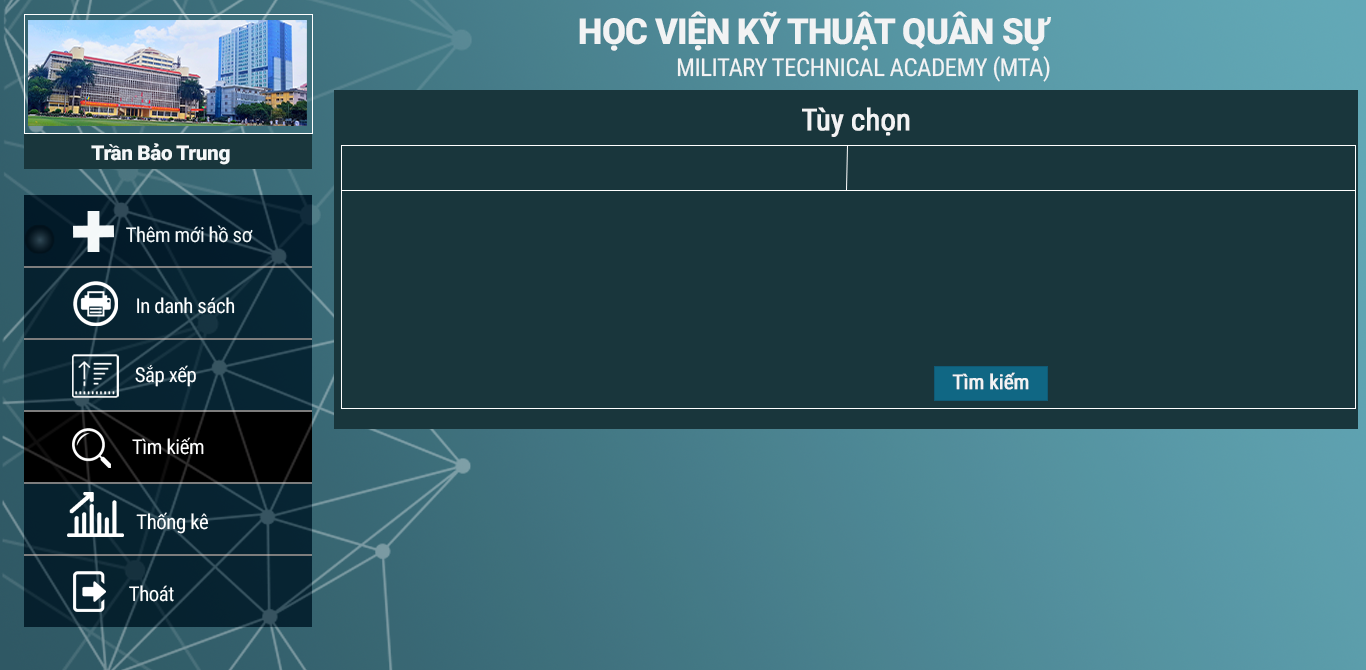 HỌC VIỆN KỸ THUẬT QUÂN SỰ
MILITARY TECHNICAL ACADEMY (MTA)
Trần Bảo Trung
Thêm mới hồ sơ
In danh sách
Sắp xếp
Tìm kiếm
Thống kê
Thoát
Tùy chọn
Tìm kiếm